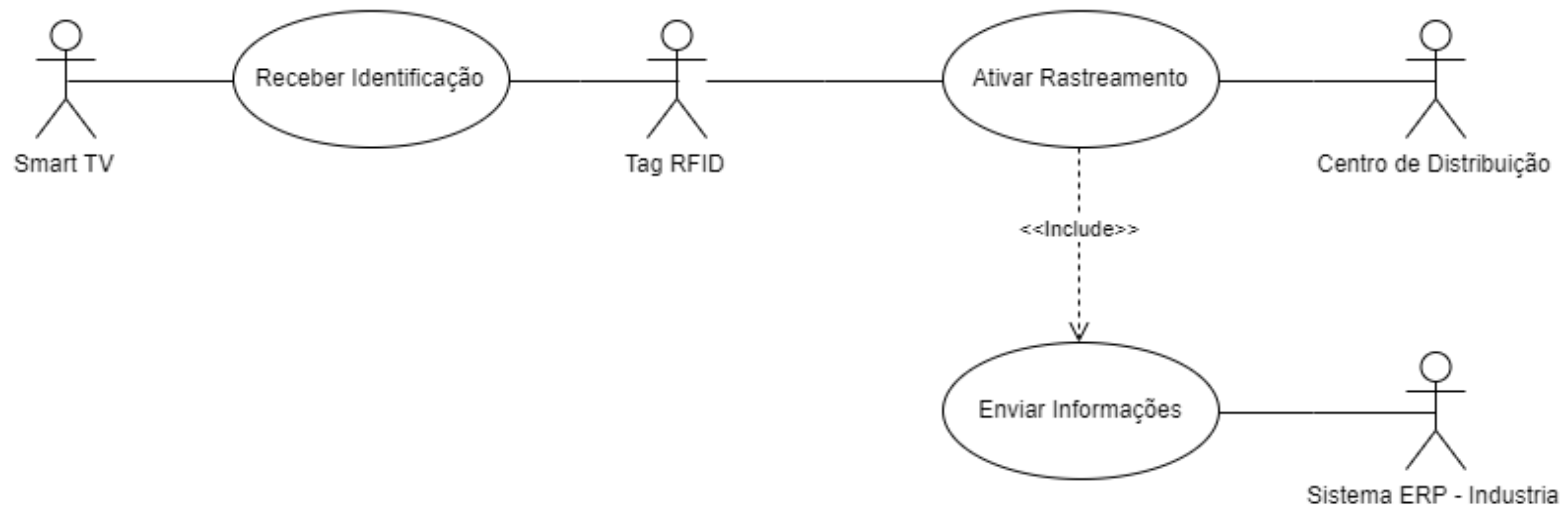 Receber Identificação
Ativar Rastreamento
Smart TV
Tag RFID
Centro de Distribuição
<<Include>>
Enviar Informações
Sistema ERP - Industria